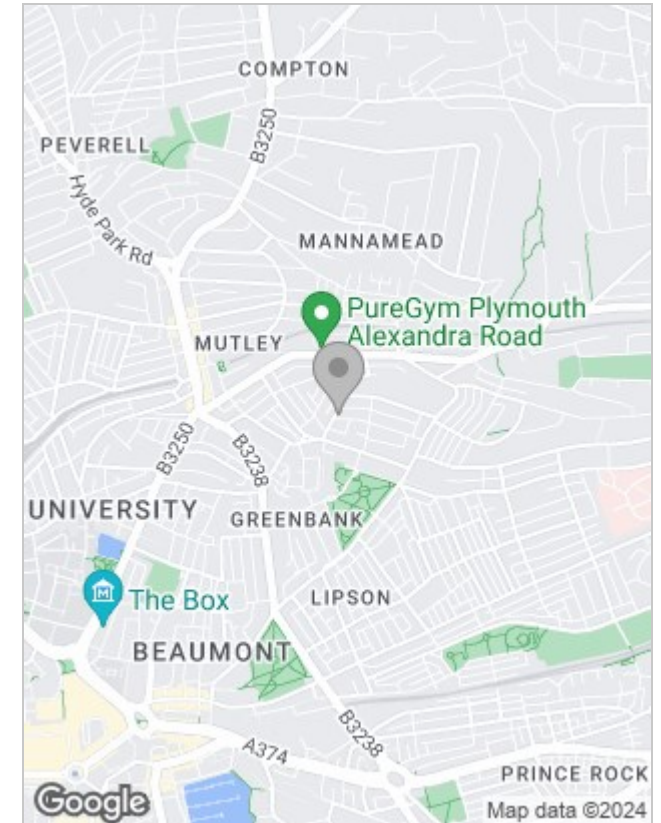 COMPTON
B3250
PEVERELL
Hyde Park Rd
MANNAMEAD
PureGym Plymouth
Alexandra Road
MUTLEY
B3250
B3238
UNIVERSITY
GREENBANK
The Box
LIPSON
BEAUMONT
B3238
A374
PRINCE ROCK
Google
Map data ©2024